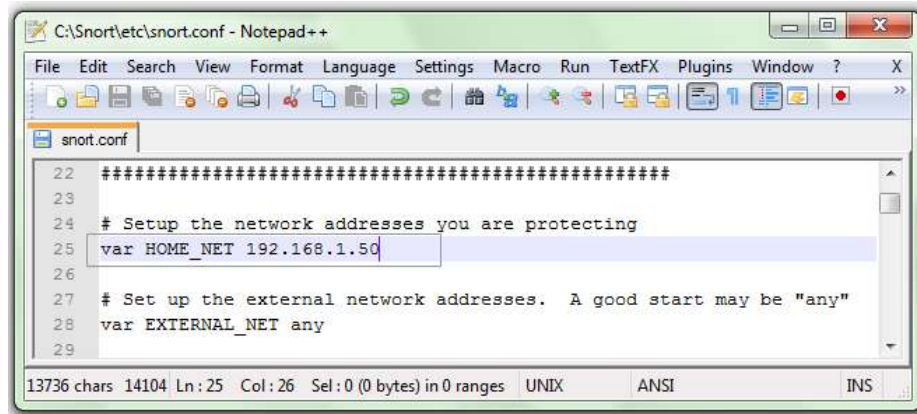 C:\Snort\etc\snort.conf - Notepad++
File Edit Search View Format Language Settings Macro Run TextFX Plugins Window ? X
snort.conf
22 ###################################################
23
24 # Setup the network addresses you are protecting
25 var HOME_NET 192.168.1.50
26
27 # Set up the external network addresses.  A good start may be "any"
28 var EXTERNAL_NET any
29
13736 chars 14104 Ln : 25 Col : 26 Sel : 0 (0 bytes) in 0 ranges UNIX ANSI INS